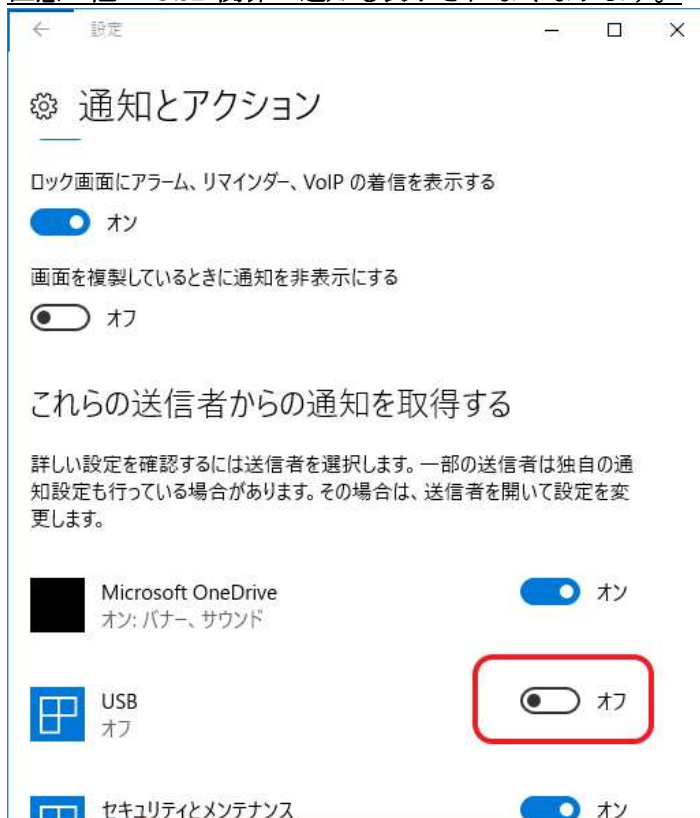 設定
通知とアクション
ロック画面にアラーム、リマインダー、VoIP の着信を表示する
オン
画面を複製しているときに通知を非表示にする
オフ
これらの送信者からの通知を取得する
詳しい設定を確認するには送信者を選択します。一部の送信者は独自の通
知設定も行っている場合があります。その場合は、送信者を開いて設定を変
更します。
Microsoft OneDrive
オン
オン: バナー、サウンド
USB
オフ
オフ
セキュリティとメンテナンス
オン